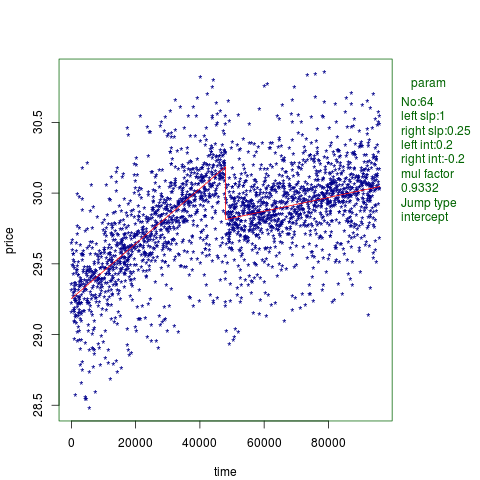 param
No:64
left slp:1
right slp:0.25
left int:0.2
right int:-0.2
mul factor
0.9332
Jump type
intercept
30.5
30.0
29.5
29.0
28.5
price
0 20000 40000 60000 80000
time